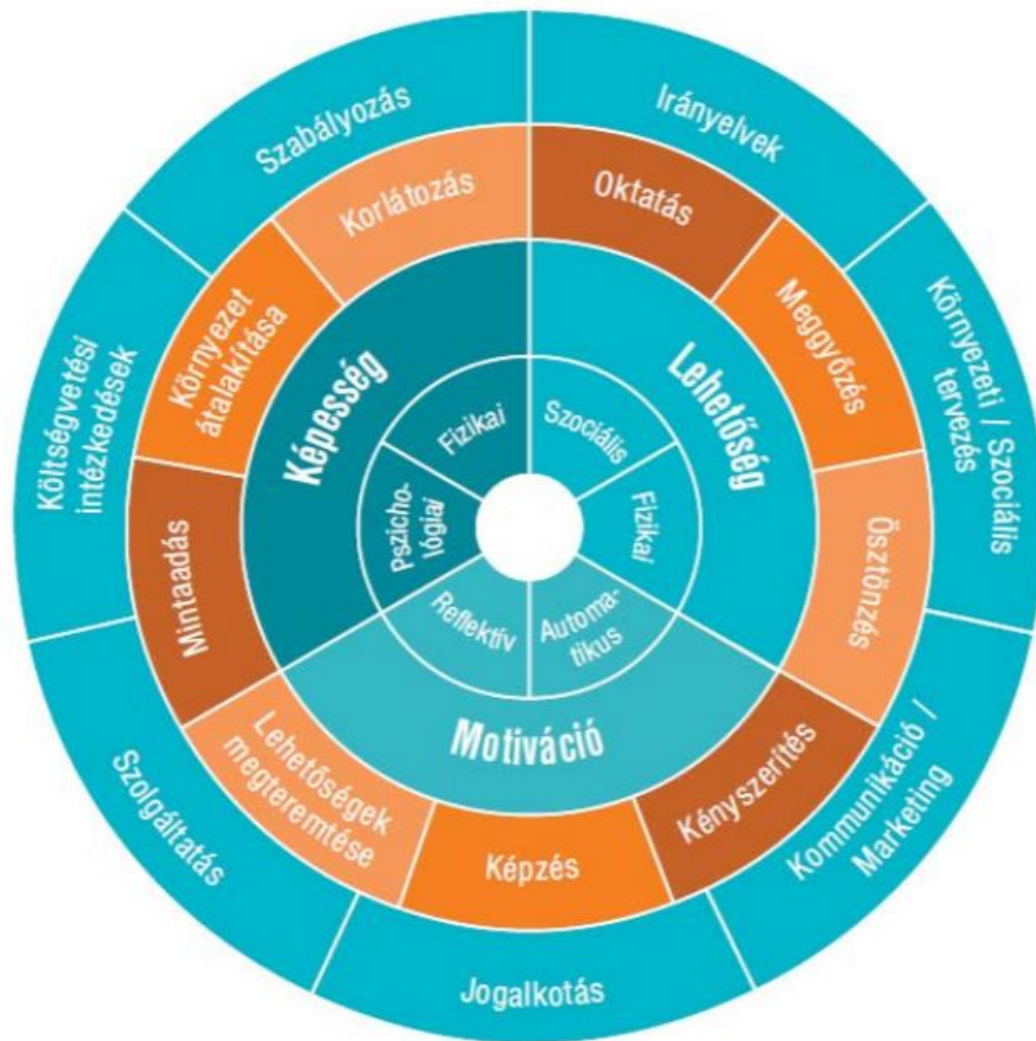 Irányelvek
Környezeti / Szociális
tervezés
Kommunikáció /
Marketing
Jogalkotás
Szolgáltatás
Költségvetési
intézkedések
Szabályozás
Oktatás
Meggyőzés
Ösztönzés
Kényszerítés
Képzés
Lehetőségek
megteremtése
Mintaadás
Környezet
átalakítása
Korlátozás
Képesség
Lehetőség
Motiváció
Fizikai
Szociális
Fizikai
Automa-
tikus
Reflektív
Pszicho-
lógiai